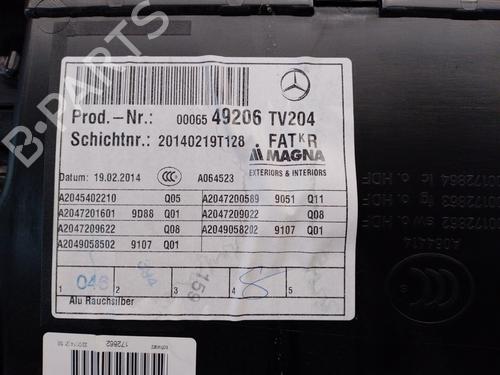 B-PARTS
Prod.-Nr.: 00065 49206 TV204
Schichtnr.: 20140219T128 FATKR
MAGNA
EXTERIORS & INTERIORS
Datum: 19.02.2014 CCC A064523
A2045402210 Q05 A2047200589 9051 Q11
A2047201601 9D88 Q01 A2047209022 Q08
A2047209622 Q08 A2049058202 9107 Q01
A2049058502 9107 Q01
046 159
1 2 3 4 5
Alu Rauchsilber
172662